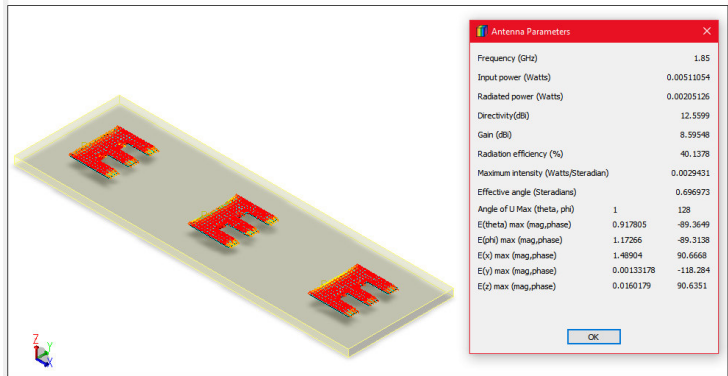 Antenna Parameters
Frequency (GHz) 1.85
Input power (Watts) 0.00511054
Radiated power (Watts) 0.00205126
Directivity(dBi) 12.5599
Gain (dBi) 8.59548
Radiation efficiency (%) 40.1378
Maximum intensity (Watts/Steradian) 0.0029431
Effective angle (Steradians) 0.696973
Angle of U Max (theta, phi) 1 128
E(theta) max (mag,phase) 0.917805 -89.3649
E(phi) max (mag,phase) 1.17266 -89.3138
E(x) max (mag,phase) 1.48904 90.6668
E(y) max (mag,phase) 0.00133178 -118.284
E(z) max (mag,phase) 0.0160179 90.6351
OK
Z
Y
X